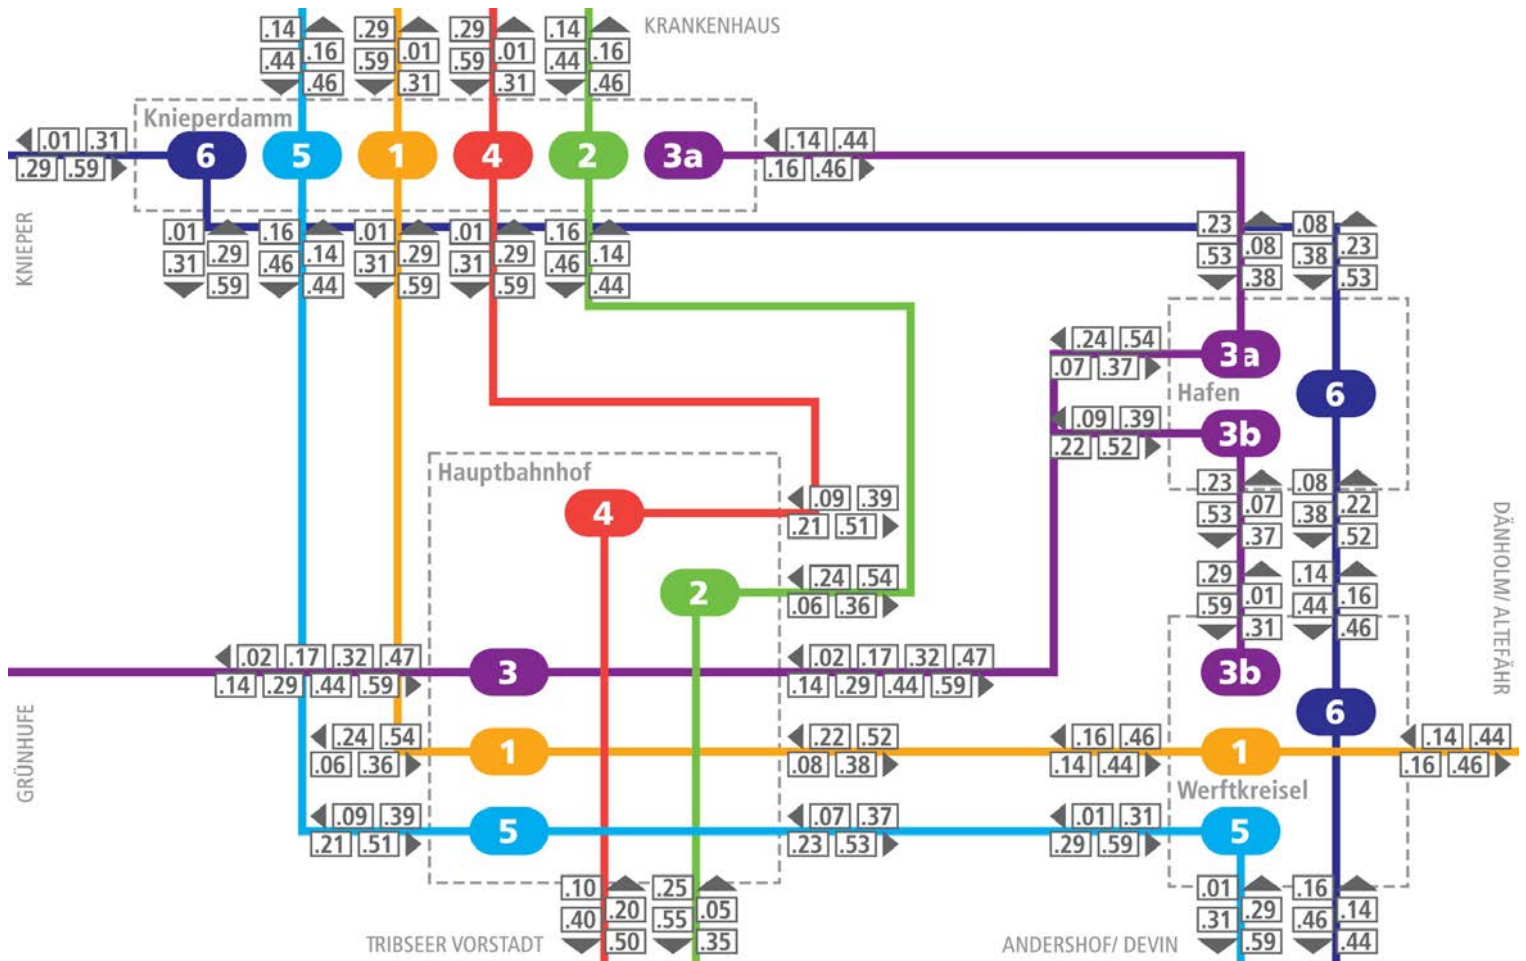 .14 .29 .29 .14 KRANKENHAUS
.16 .01 .01 .16
.44 .59 .59 .44
.46 .31 .31 .46
Knieperdamm
.01 .31
.14 .44
6 5 1 4 2 3a
.29 .59
.16 .46
KNIEPER
.01 .16 .01 .01 .16
.29 .14 .29 .29 .14
.31 .46 .31 .31 .46
.59 .44 .59 .59 .44
.23 .08
.08 .23
.53 .38
.38 .53
.24 .54
3a
.07 .37
Hafen
6
.09 .39
3b
.22 .52
Hauptbahnhof
.23 .08
.07 .22
.53 .38
.37 .52
4
.09 .39
.21 .51
DÄNHOLM/ ALTEFÄHR
.29 .14
.01 .16
.59 .44
.31 .46
2
.24 .54
.06 .36
.02 .17 .32 .47
3
.02 .17 .32 .47
3b
.14 .29 .44 .59
.14 .29 .44 .59
6
GRÜNHUFE
.24 .54
1
.22 .52
.16 .46
1
.14 .44
.06 .36
.08 .38
.14 .44
.16 .46
Werftkreisel
.09 .39
5
.07 .37
.01 .31
5
.21 .51
.23 .53
.29 .59
.10 .25
.20 .05
.40 .55
.50 .35
TRIBSEER VORSTADT
.01 .16
.29 .14
.31 .46
.59 .44
ANDERSHOF/ DEVIN